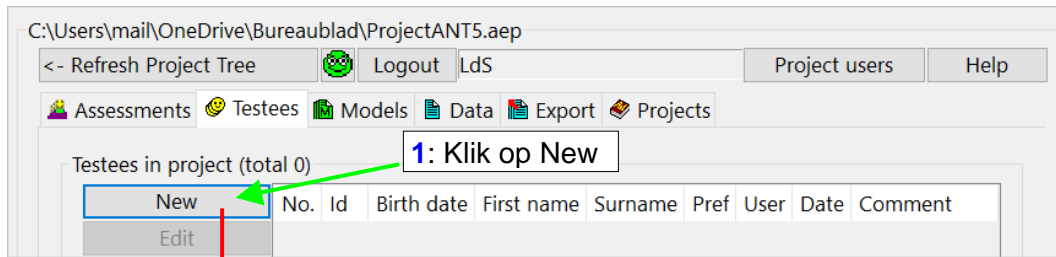 C:\Users\mail\OneDrive\Bureaublad\ProjectANT5.aep
<- Refresh Project Tree Logout LdS Project users Help
Assessments Testees Models Data Export Projects
1: Klik op New
Testees in project (total 0)
New No. Id Birth date First name Surname Pref User Date Comment
Edit